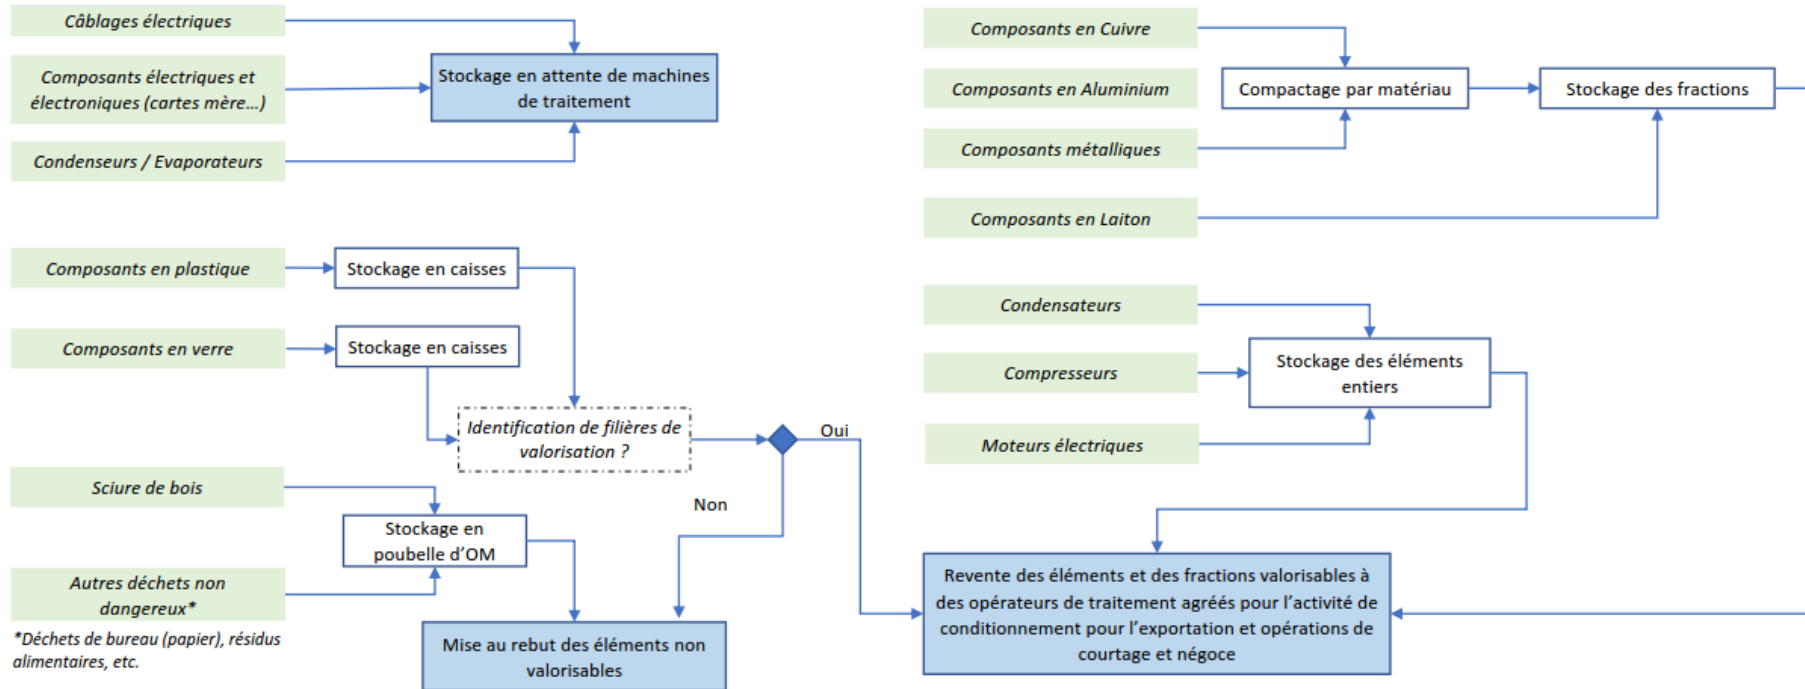 Câblages électriques
Composants électriques et
électroniques (cartes mère…)
Condenseurs / Evaporateurs
Stockage en attente de machines
de traitement
Composants en plastique
Stockage en caisses
Composants en verre
Stockage en caisses
Identification de filières de
valorisation ?
Oui
Non
Sciure de bois
Stockage en
poubelle d’OM
Autres déchets non
dangereux*
*Déchets de bureau (papier), résidus
alimentaires, etc.
Mise au rebut des éléments non
valorisables
Composants en Cuivre
Composants en Aluminium
Composants métalliques
Composants en Laiton
Compactage par matériau
Stockage des fractions
Condensateurs
Compresseurs
Moteurs électriques
Stockage des éléments
entiers
Revente des éléments et des fractions valorisables à
des opérateurs de traitement agréés pour l’activité de
conditionnement pour l’exportation et opérations de
courtage et négoce